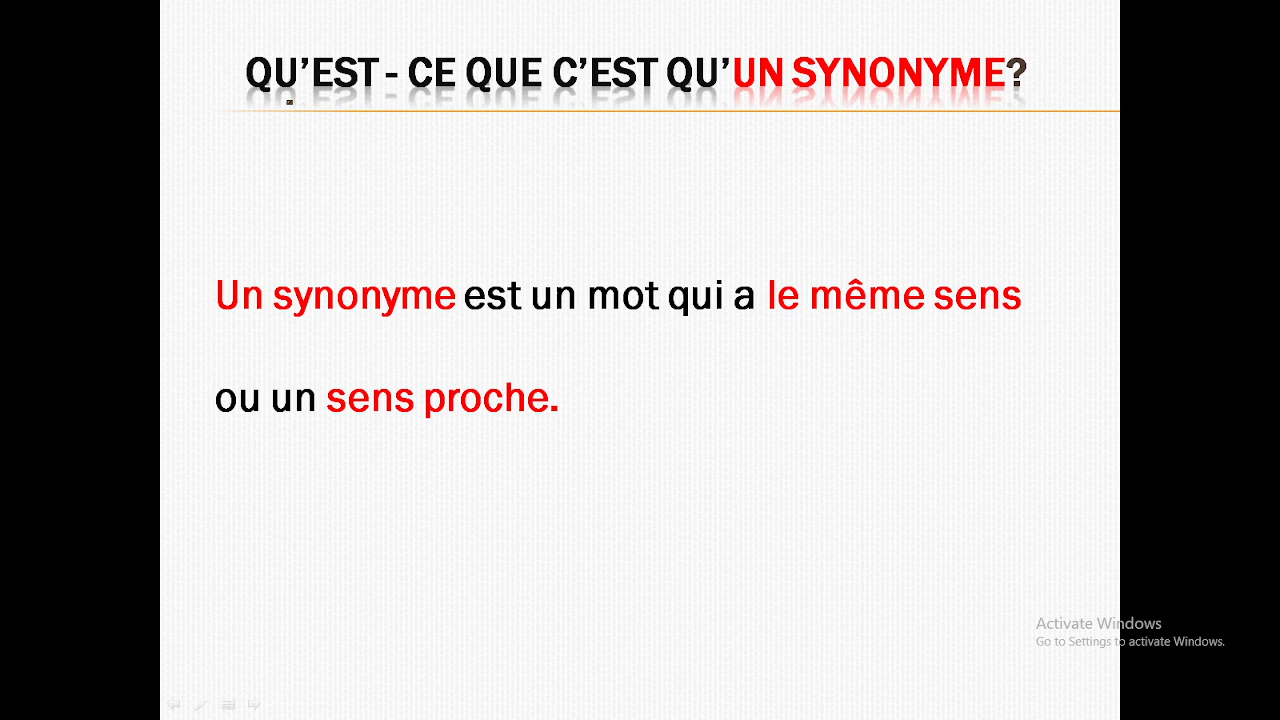 QU’EST - CE QUE C’EST QU’UN SYNONYME?
Un synonyme est un mot qui a le même sens
ou un sens proche.
Activate Windows
Go to Settings to activate Windows.